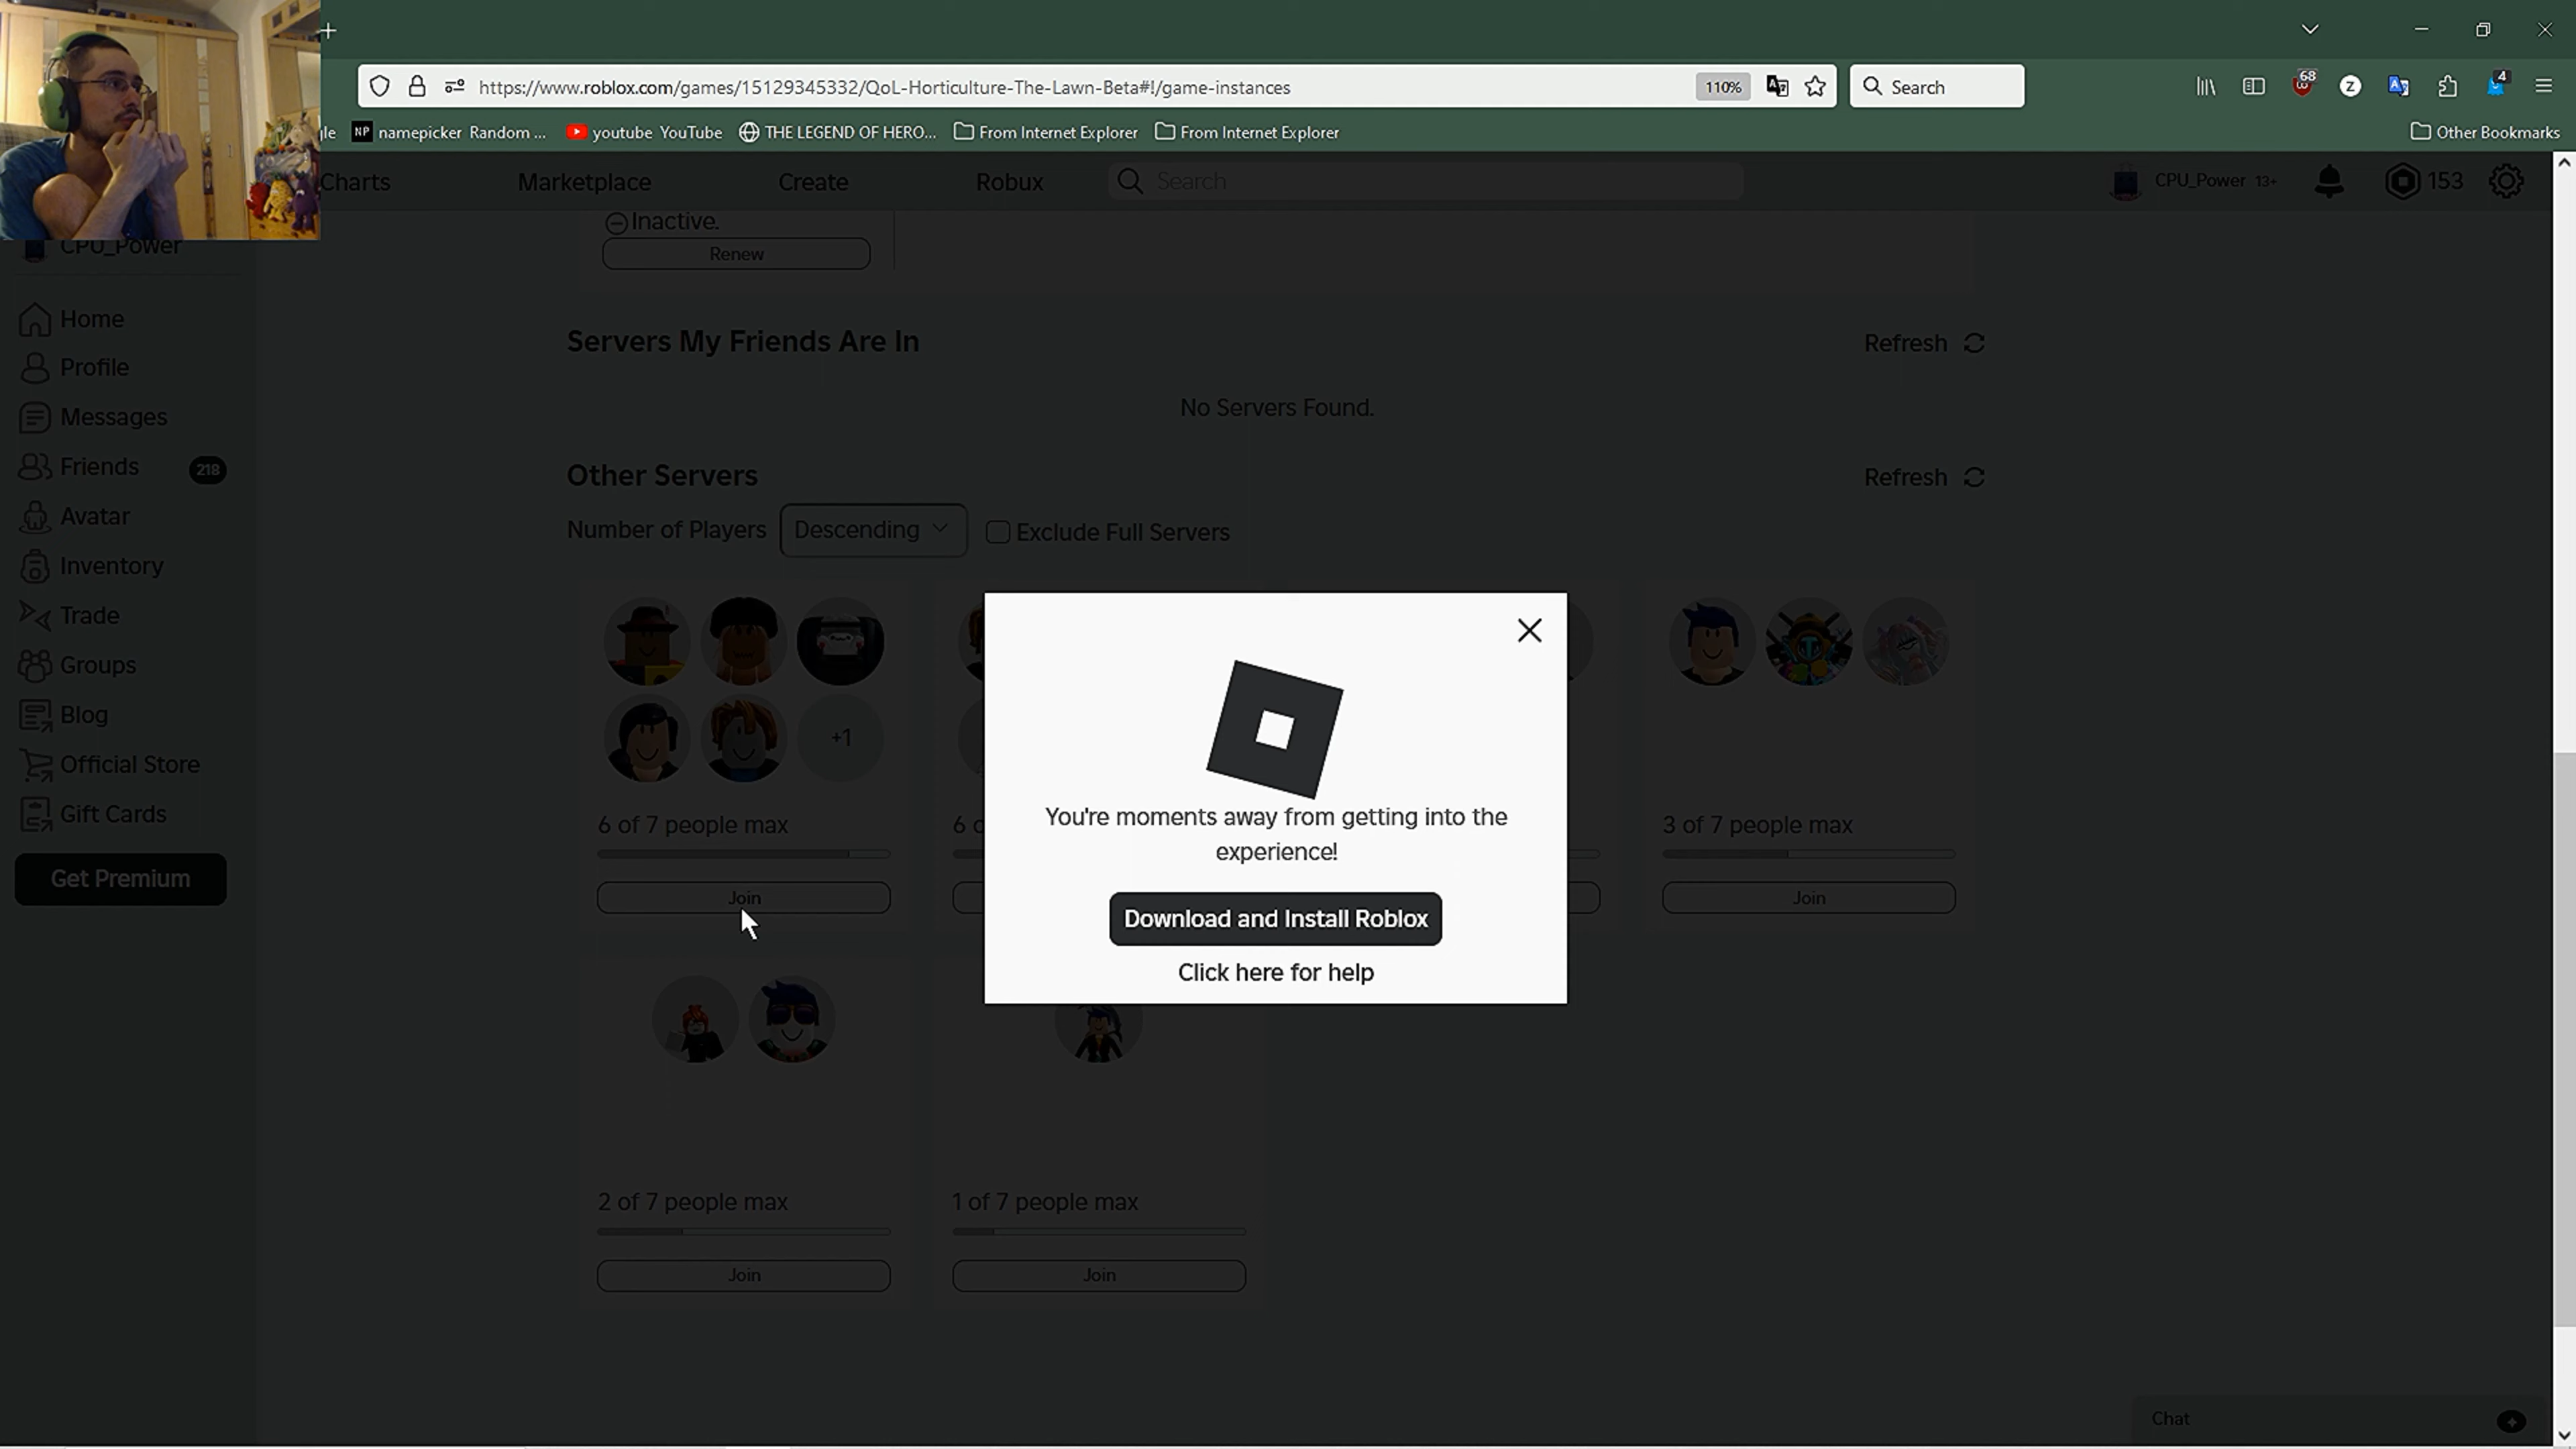 https://www.roblox.com/games/15129345332/QoL-Horticulture-The-Lawn-Beta#!/game-instances
110%
Search
68
Z
4
le
NP
namepicker Random ...
youtube YouTube
THE LEGEND OF HERO...
From Internet Explorer
From Internet Explorer
Other Bookmarks
Charts
Marketplace
Create
Robux
Search
CPU_Power 13+
153
CPU_Power
Home
Profile
Messages
Friends
218
Avatar
Inventory
Trade
Groups
Blog
Official Store
Gift Cards
Get Premium
Inactive.
Renew
Servers My Friends Are In
Refresh
No Servers Found.
Other Servers
Refresh
Number of Players
Descending
Exclude Full Servers
+1
6 of 7 people max
Join
6 o
3 of 7 people max
Join
You're moments away from getting into the
experience!
Download and Install Roblox
Click here for help
2 of 7 people max
Join
1 of 7 people max
Join
Chat